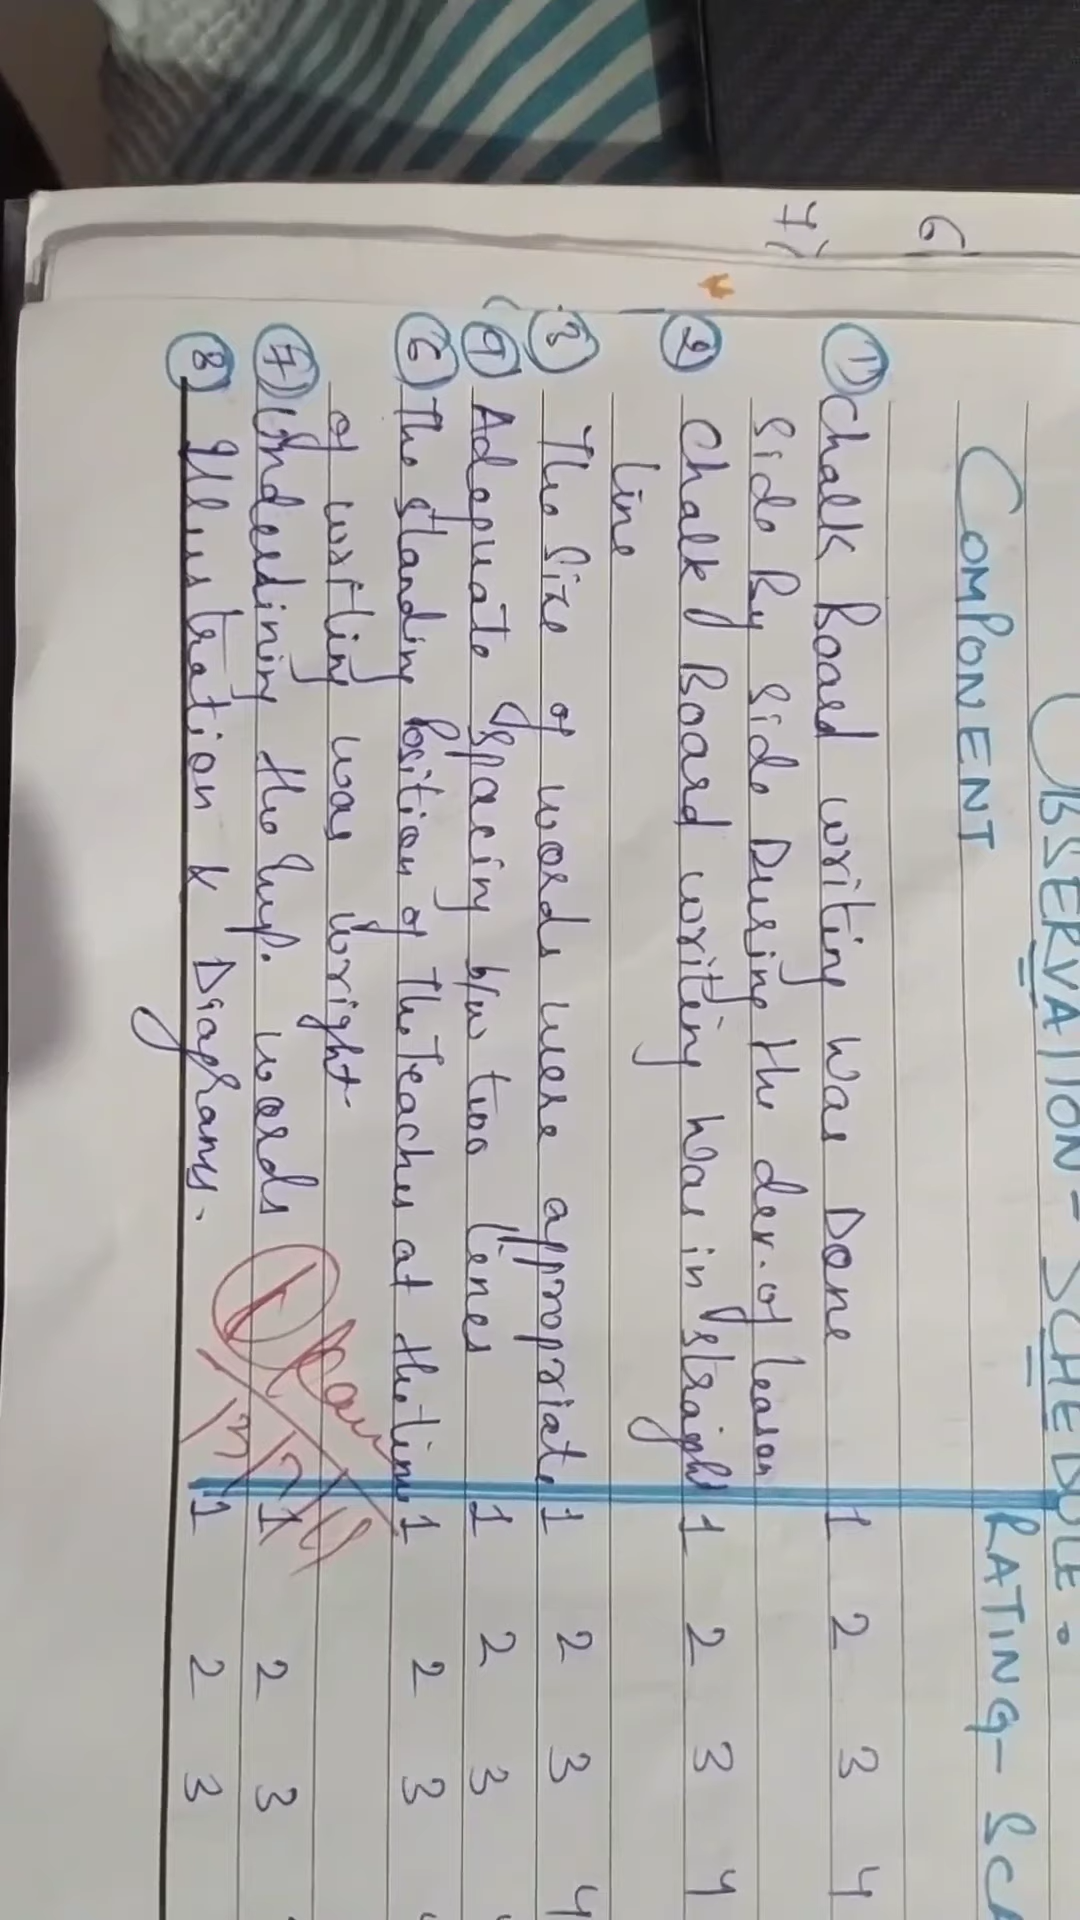 OBSERVATION - SCHEDULE.
COMPONENT RATING - SCA
① Chalk Board writing was Done 1 2 3 4
Side By Side During the dev. of leason
② Chalk Board writing was in straight 1 2 3 4
line
③ The Size of words were appropriate 1 2 3 4
④ Adequate spacing b/w two lines 1 2 3
⑥ The standing Position of the Teacher at the time 1 2 3
of writing was wright.
⑦ Underlining the Imp. words 1 2 3
⑧ Illustration & Diaghams. 1 2 3
6
7)